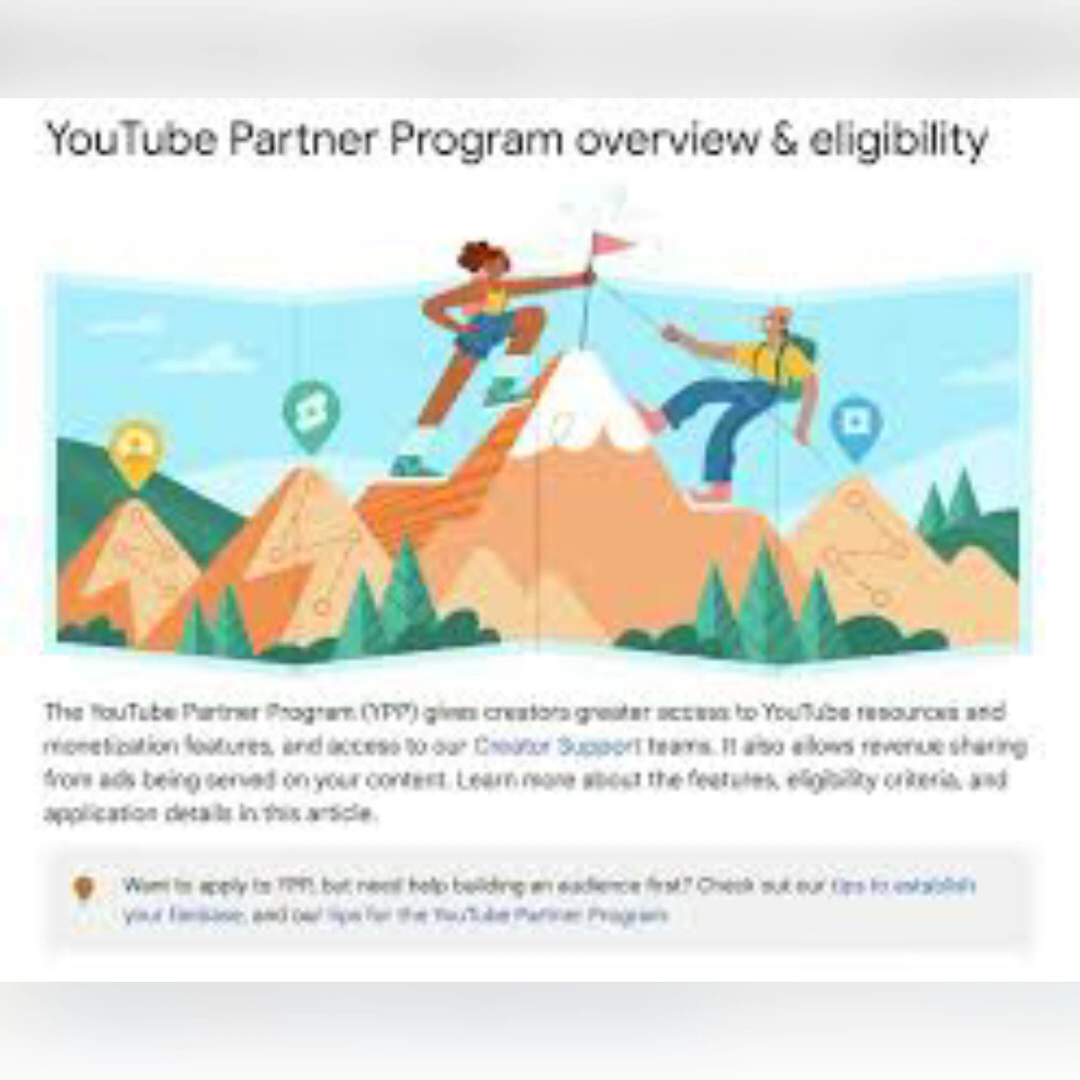 YouTube Partner Program overview & eligibility
The YouTube Partner Program (YPP) gives creators greater access to YouTube resources and
monetization features, and access to our Creator Support teams. It also allows revenue sharing
from ads being served on your content. Learn more about the features, eligibility criteria, and
application details in this article.
Want to apply to YPP, but need help building an audience first? Check out our tips to establish
your fanbase, and our tips for the YouTube Partner Program